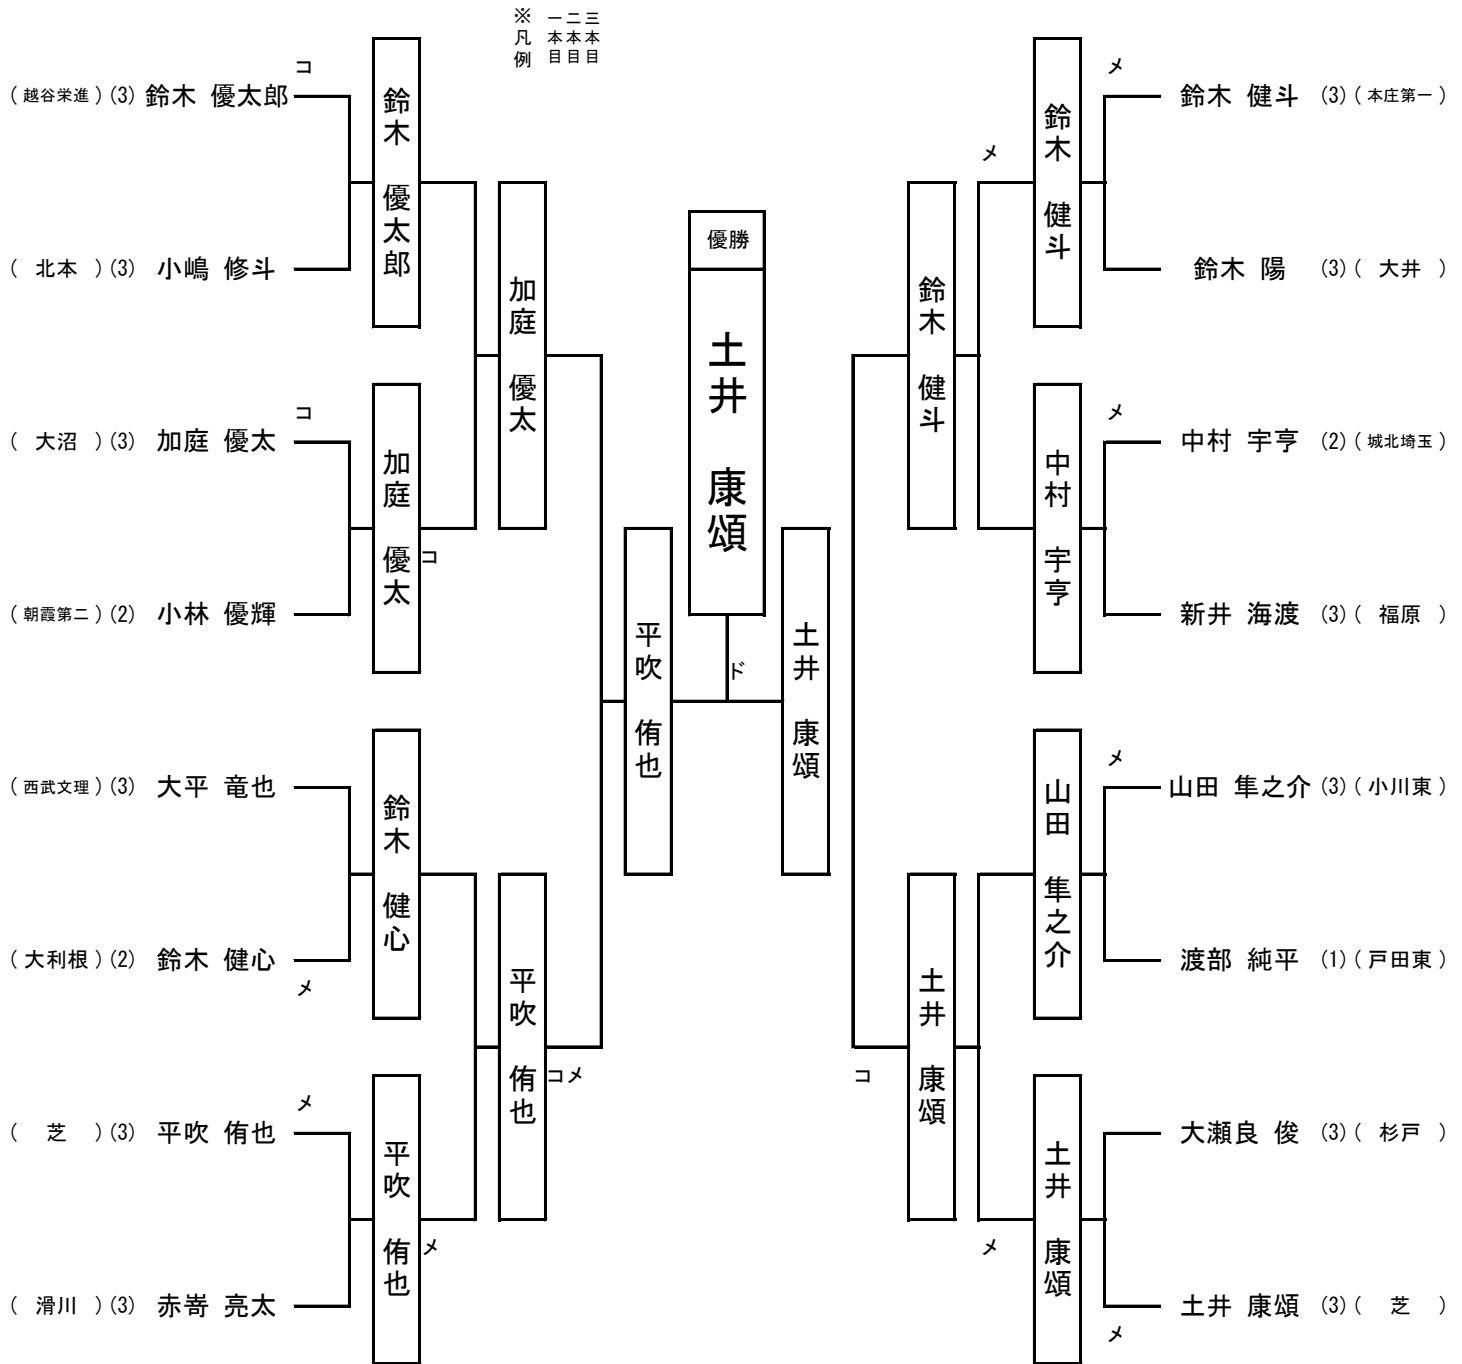 ※凡例
一本目
二本目
三本目
コ
(越谷栄進)(3) 鈴木 優太郎
( 北本 )(3) 小嶋 修斗
コ
( 大沼 )(3) 加庭 優太
(朝霞第二)(2) 小林 優輝
(西武文理)(3) 大平 竜也
(大利根)(2) 鈴木 健心
メ
メ
( 芝 )(3) 平吹 侑也
( 滑川 )(3) 赤嵜 亮太
鈴木 優太郎
加庭 優太
コ
鈴木 健心
平吹 侑也
メ
加庭 優太
平吹 侑也
コメ
平吹 侑也
優勝
土井 康頌
ド
土井 康頌
鈴木 健斗
土井 康頌
コ
メ
鈴木 健斗
中村 宇亨
山田 隼之介
土井 康頌
メ
メ
鈴木 健斗 (3)(本庄第一)
鈴木 陽 (3)( 大井 )
メ
中村 宇亨 (2)(城北埼玉)
新井 海渡 (3)( 福原 )
メ
山田 隼之介 (3)(小川東)
渡部 純平 (1)(戸田東)
大瀬良 俊 (3)( 杉戸 )
土井 康頌 (3)( 芝 )
メ